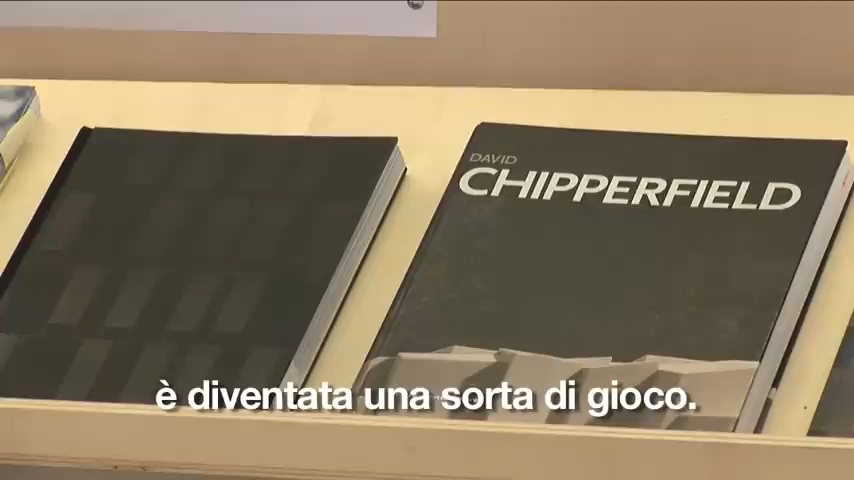 DAVID
CHIPPERFIELD
è diventata una sorta di gioco.